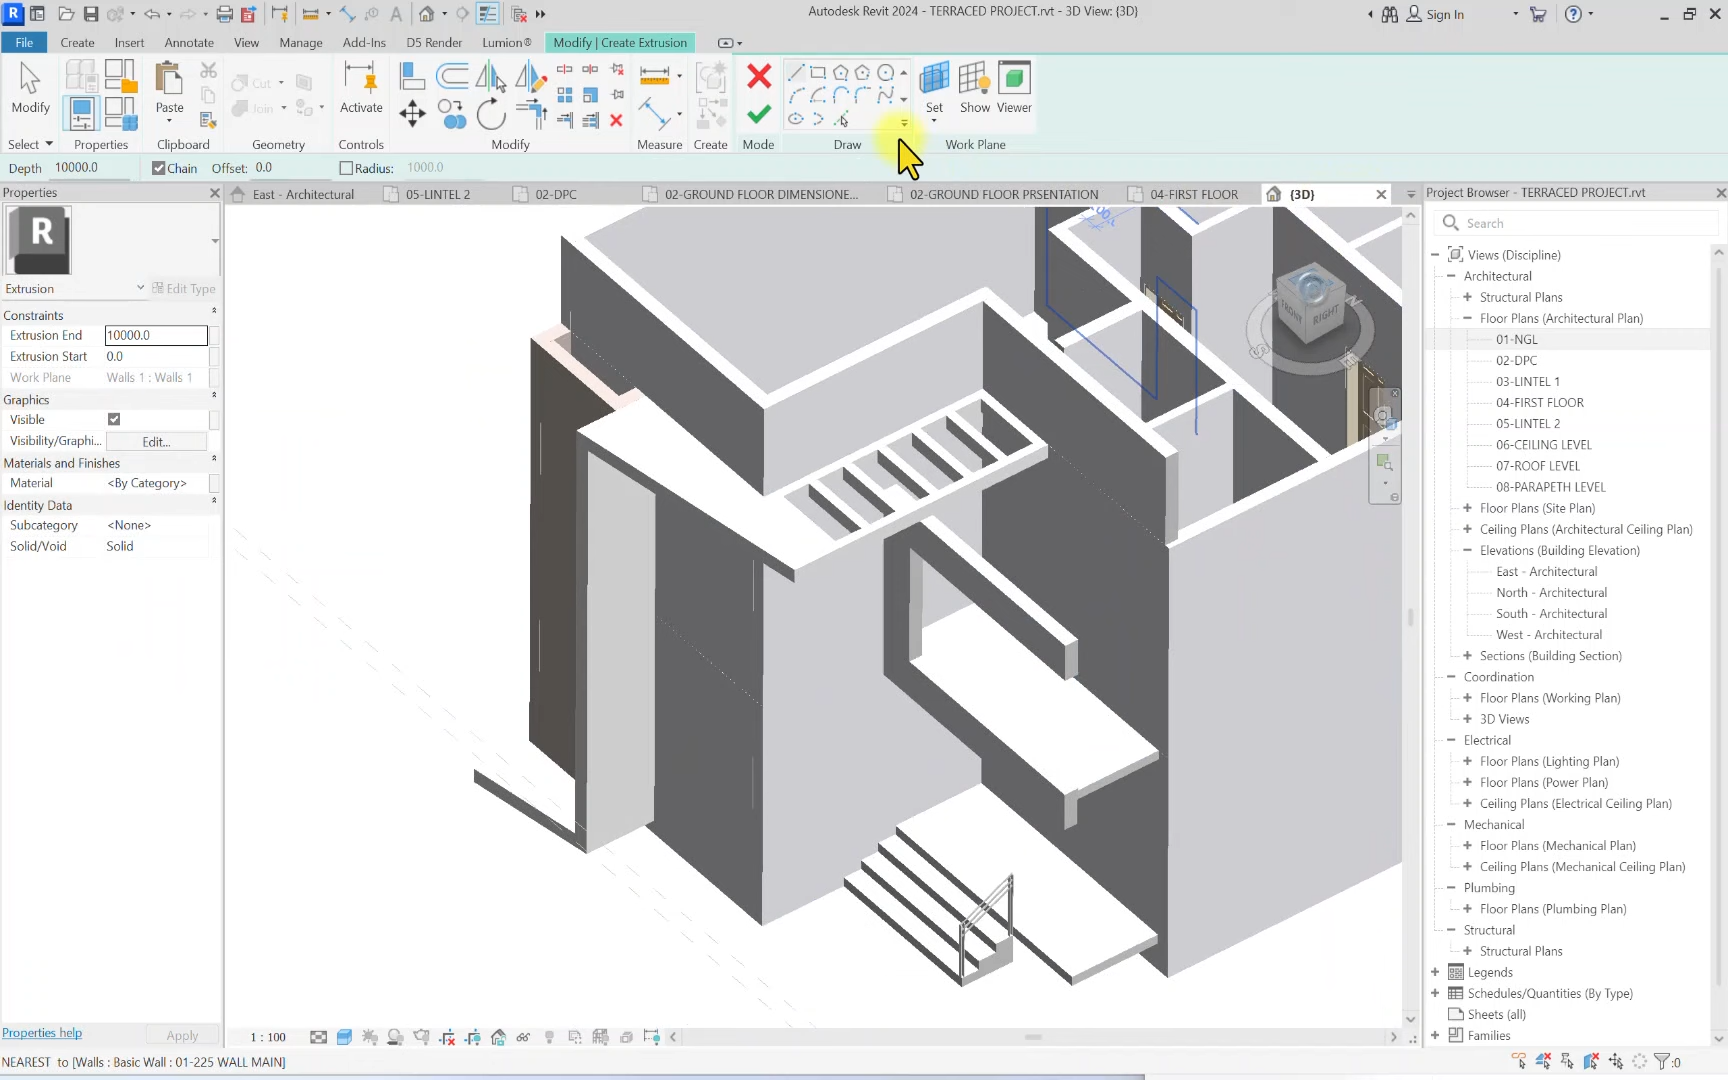 Autodesk Revit 2024 - TERRACED PROJECT.rvt - 3D View: {3D}
Sign In
File Create Insert Annotate View Manage Add-Ins D5 Render Lumion® Modify | Create Extrusion
Modify Paste Cut Join Activate Set Show Viewer
Select Properties Clipboard Geometry Controls Modify Measure Create Mode Draw Work Plane
Depth 10000.0 Chain Offset: 0.0 Radius: 1000.0
Properties
East - Architectural 05-LINTEL 2 02-DPC 02-GROUND FLOOR DIMENSIONE... 02-GROUND FLOOR PRSENTATION 04-FIRST FLOOR {3D}
Project Browser - TERRACED PROJECT.rvt
R
Extrusion Edit Type
Constraints
Extrusion End 10000.0
Extrusion Start 0.0
Work Plane Walls 1 : Walls 1
Graphics
Visible
Visibility/Graphi... Edit...
Materials and Finishes
Material <By Category>
Identity Data
Subcategory <None>
Solid/Void Solid
Properties help Apply
FRONT RIGHT
Search
Views (Discipline)
Architectural
Structural Plans
Floor Plans (Architectural Plan)
01-NGL
02-DPC
03-LINTEL 1
04-FIRST FLOOR
05-LINTEL 2
06-CEILING LEVEL
07-ROOF LEVEL
08-PARAPETH LEVEL
Floor Plans (Site Plan)
Ceiling Plans (Architectural Ceiling Plan)
Elevations (Building Elevation)
East - Architectural
North - Architectural
South - Architectural
West - Architectural
Sections (Building Section)
Coordination
Floor Plans (Working Plan)
3D Views
Electrical
Floor Plans (Lighting Plan)
Floor Plans (Power Plan)
Ceiling Plans (Electrical Ceiling Plan)
Mechanical
Floor Plans (Mechanical Plan)
Ceiling Plans (Mechanical Ceiling Plan)
Plumbing
Floor Plans (Plumbing Plan)
Structural
Structural Plans
Legends
Schedules/Quantities (By Type)
Sheets (all)
Families
1 : 100
NEAREST to [Walls : Basic Wall : 01-225 WALL MAIN]
:0